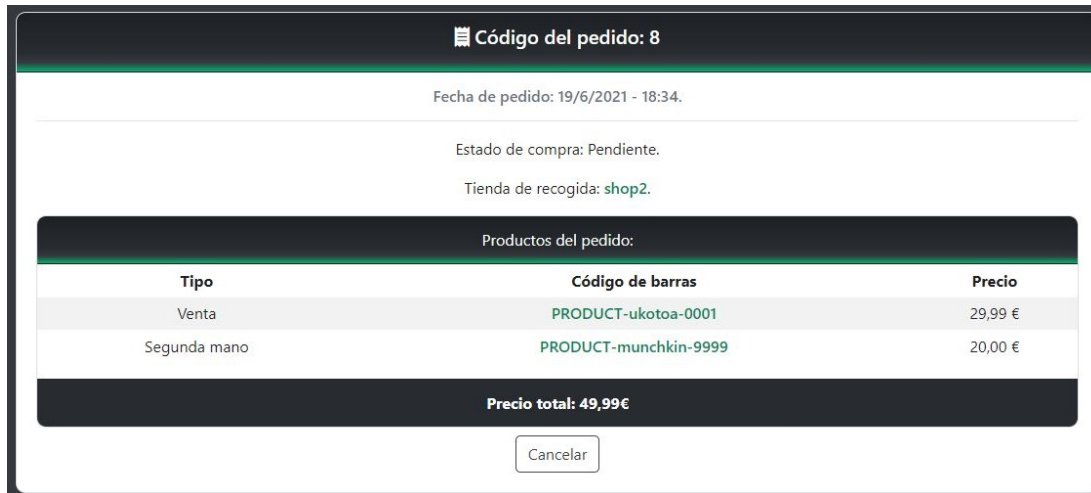 Código del pedido: 8
Fecha de pedido: 19/6/2021 - 18:34.
Estado de compra: Pendiente.
Tienda de recogida: shop2.
Productos del pedido:
Tipo Código de barras Precio
Venta PRODUCT-ukotoa-0001 29,99 €
Segunda mano PRODUCT-munchkin-9999 20,00 €
Precio total: 49,99€
Cancelar